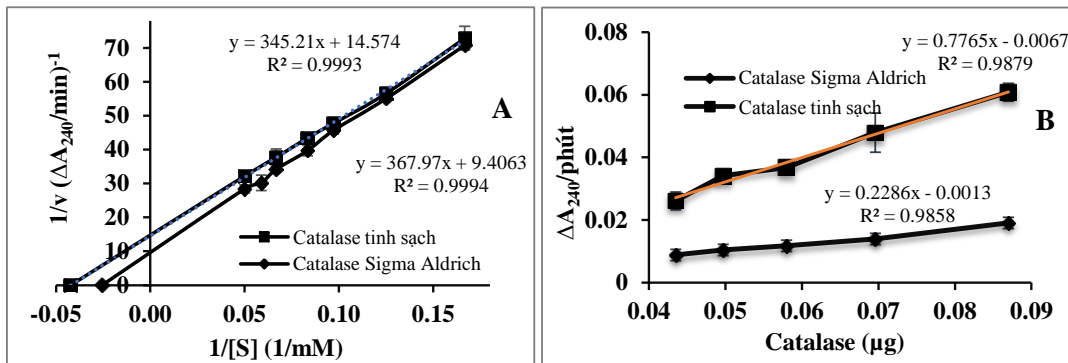 80
70
60
50
40
30
20
10
0
1/v (ΔA240/min)-1
y = 345.21x + 14.574
R² = 0.9993
A
y = 367.97x + 9.4063
R² = 0.9994
Catalase tinh sạch
Catalase Sigma Aldrich
-0.05 0.00 0.05 0.10 0.15
1/[S] (1/mM)
0.08
0.06
0.04
0.02
0
ΔA240/phút
y = 0.7765x - 0.0067
R² = 0.9879
Catalase Sigma Aldrich
Catalase tinh sạch
B
y = 0.2286x - 0.0013
R² = 0.9858
0.04 0.05 0.06 0.07 0.08 0.09
Catalase (µg)